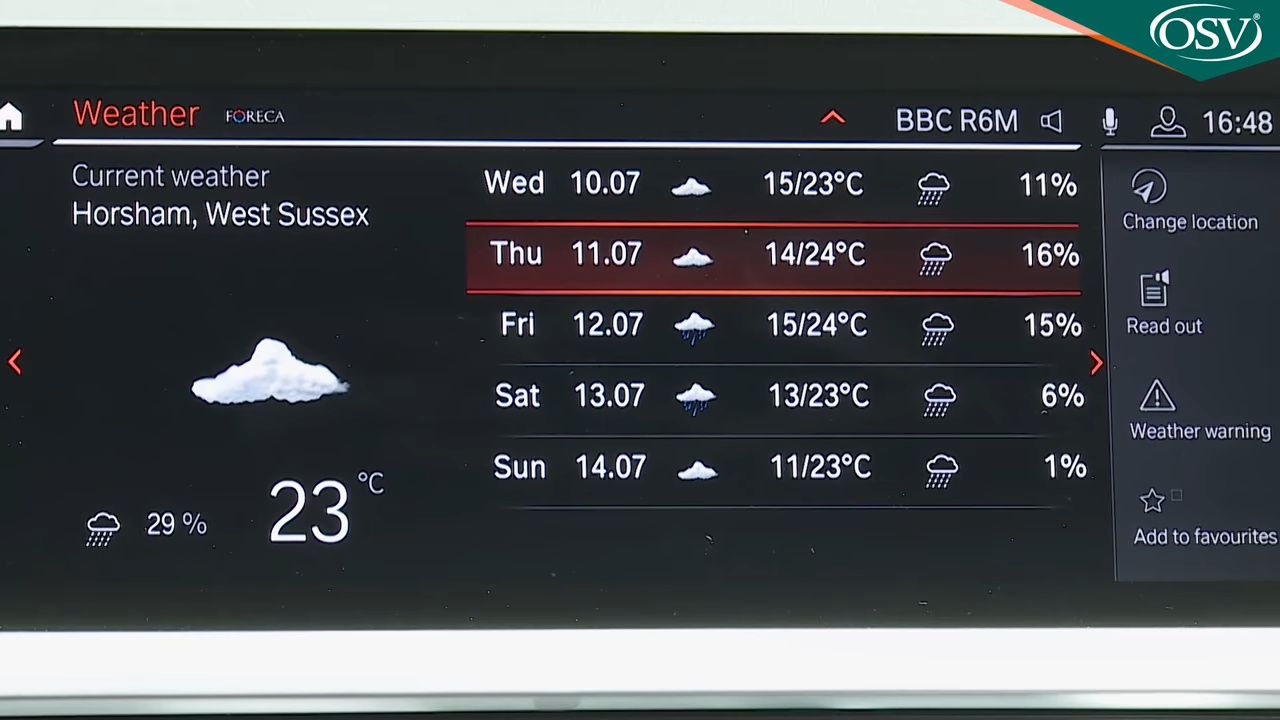 OSV®
Weather FORECA BBC R6M 16:48
Current weather
Horsham, West Sussex
23 °C
29 %
Wed 10.07 15/23°C 11%
Thu 11.07 14/24°C 16%
Fri 12.07 15/24°C 15%
Sat 13.07 13/23°C 6%
Sun 14.07 11/23°C 1%
Change location
Read out
Weather warning
Add to favourites